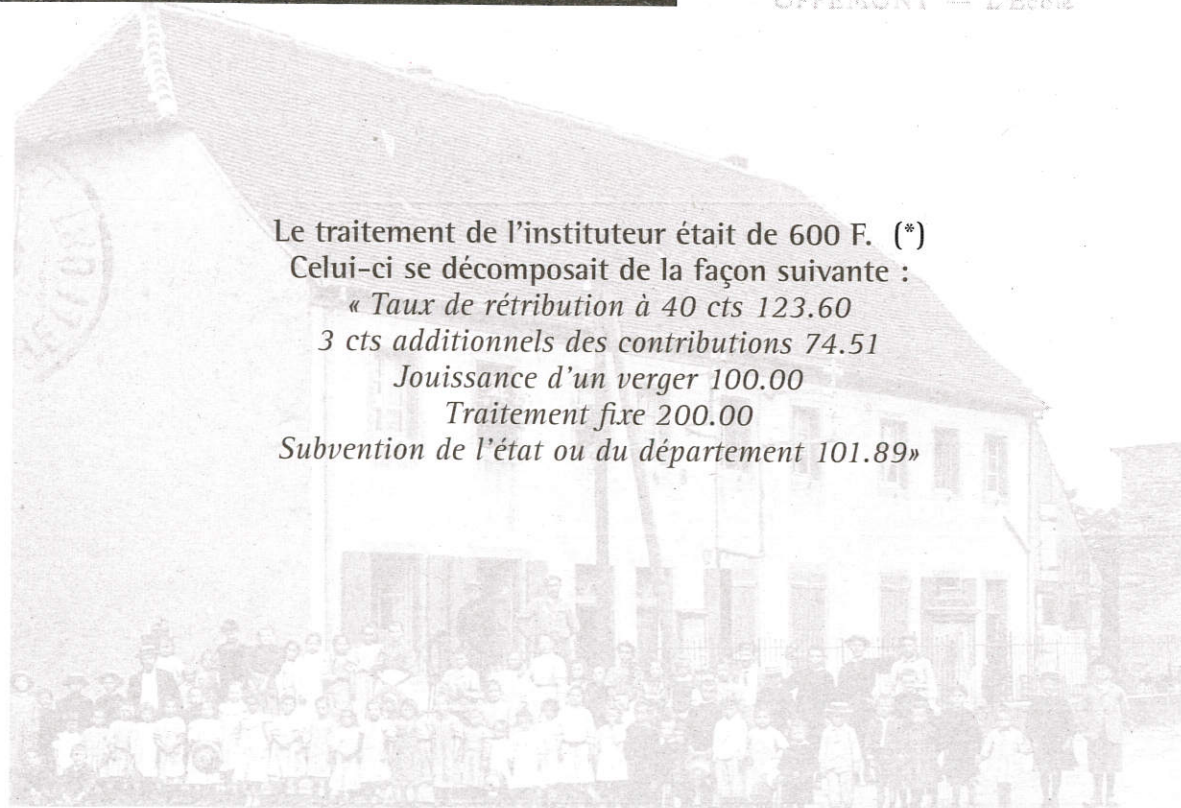 OFFEMONT — L'École
Le traitement de l'instituteur était de 600 F. (*)
Celui-ci se décomposait de la façon suivante :
« Taux de rétribution à 40 cts 123.60
3 cts additionnels des contributions 74.51
Jouissance d'un verger 100.00
Traitement fixe 200.00
Subvention de l'état ou du département 101.89»